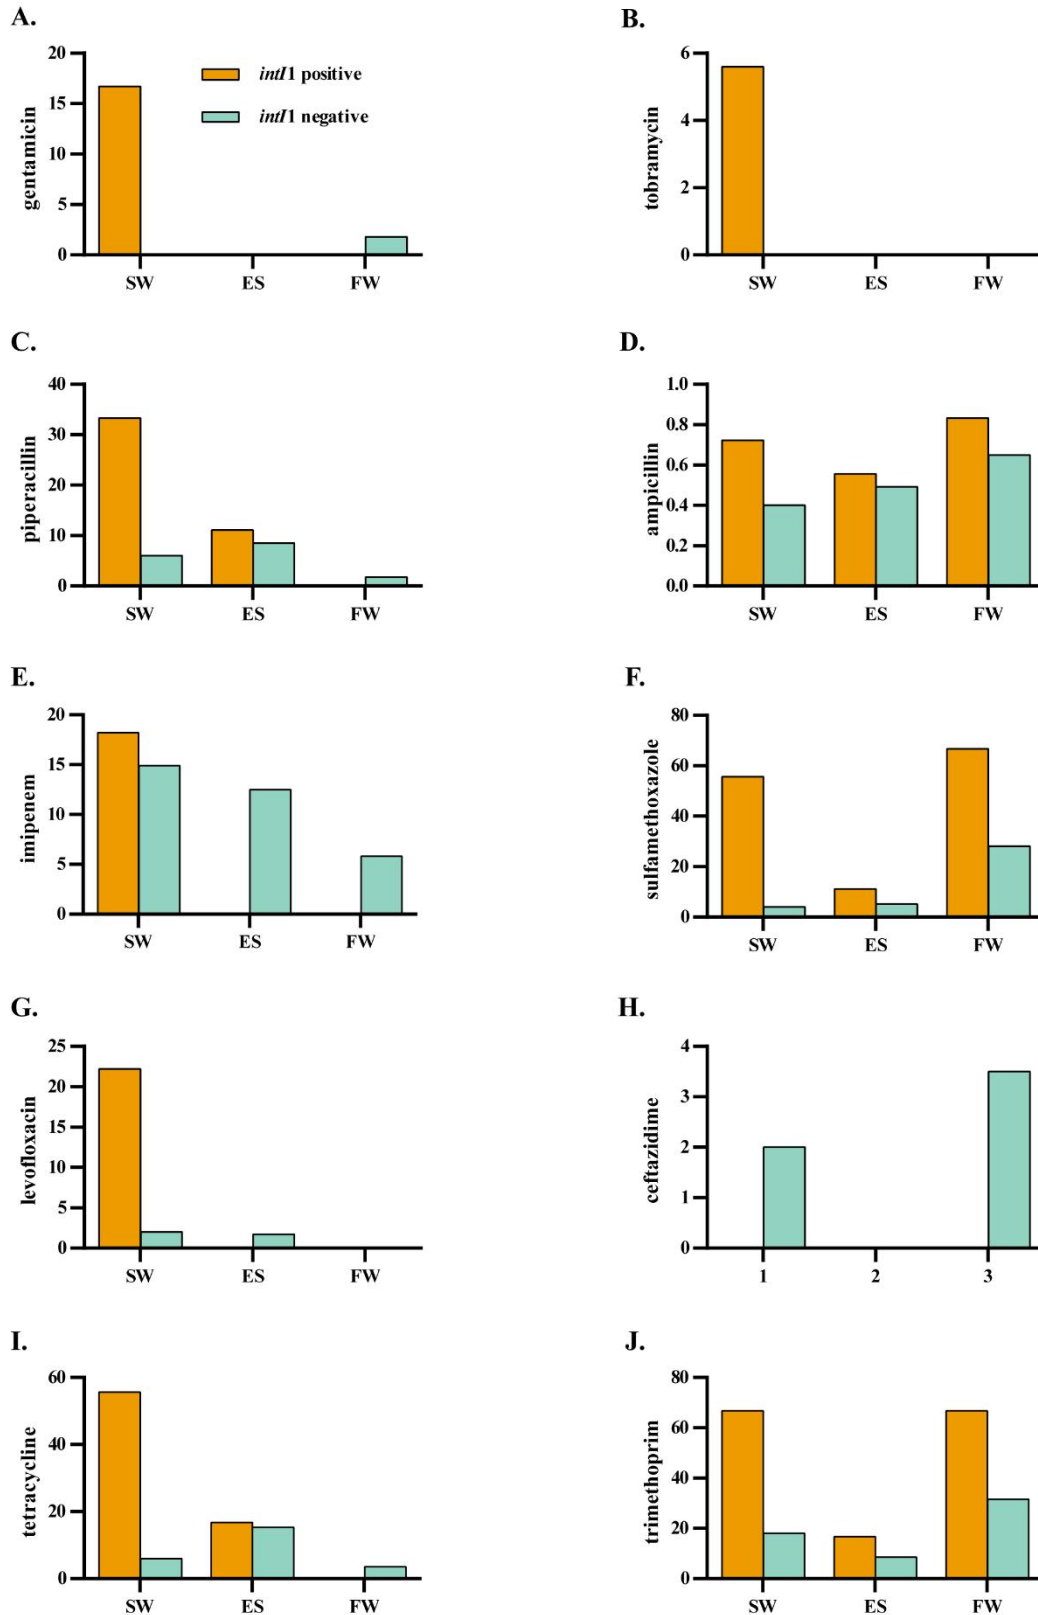 A.
20
15
10
5
0
gentamicin
intI1 positive
intI1 negative
SW ES FW
B.
6
4
2
0
tobramycin
SW ES FW
C.
40
30
20
10
0
piperacillin
SW ES FW
D.
1.0
0.8
0.6
0.4
0.2
0.0
ampicillin
SW ES FW
E.
20
15
10
5
0
imipenem
SW ES FW
F.
80
60
40
20
0
sulfamethoxazole
SW ES FW
G.
25
20
15
10
5
0
levofloxacin
SW ES FW
H.
4
3
2
1
0
ceftazidime
1 2 3
I.
60
40
20
0
tetracycline
SW ES FW
J.
80
60
40
20
0
trimethoprim
SW ES FW